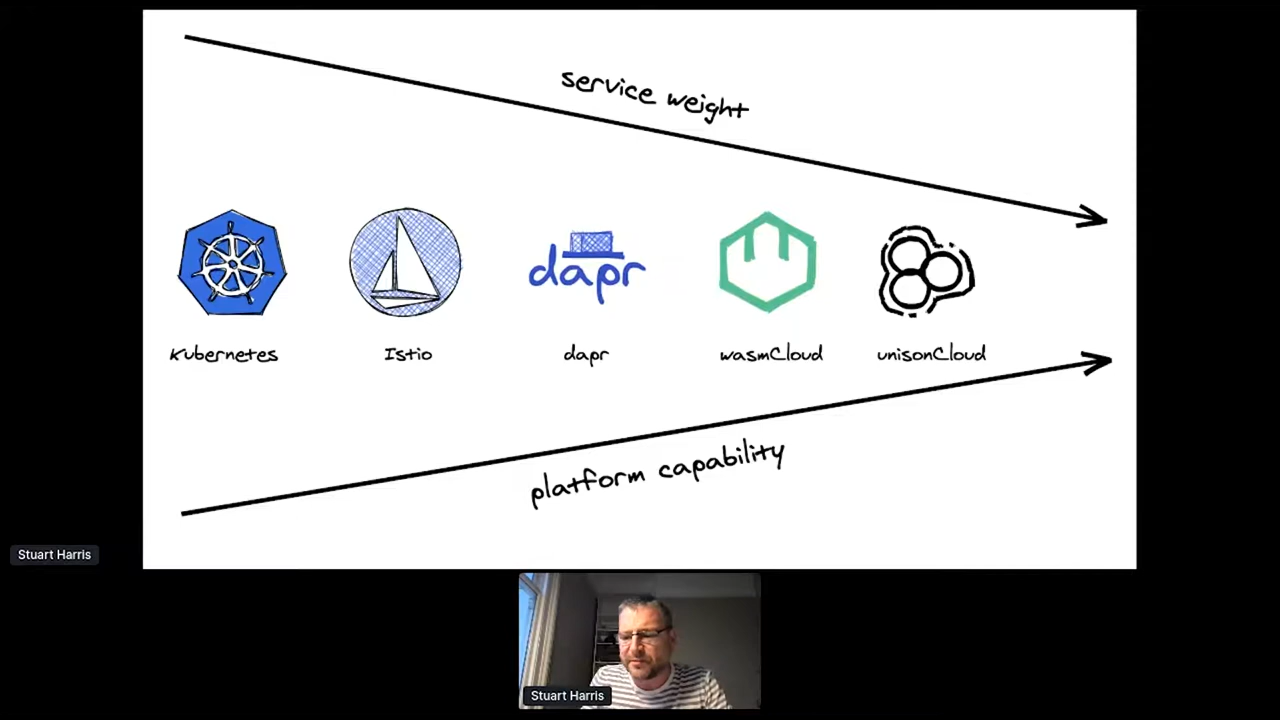 service weight
dapr
Kubernetes
Istio
dapr
wasmCloud
unisonCloud
platform capability
Stuart Harris
Stuart Harris